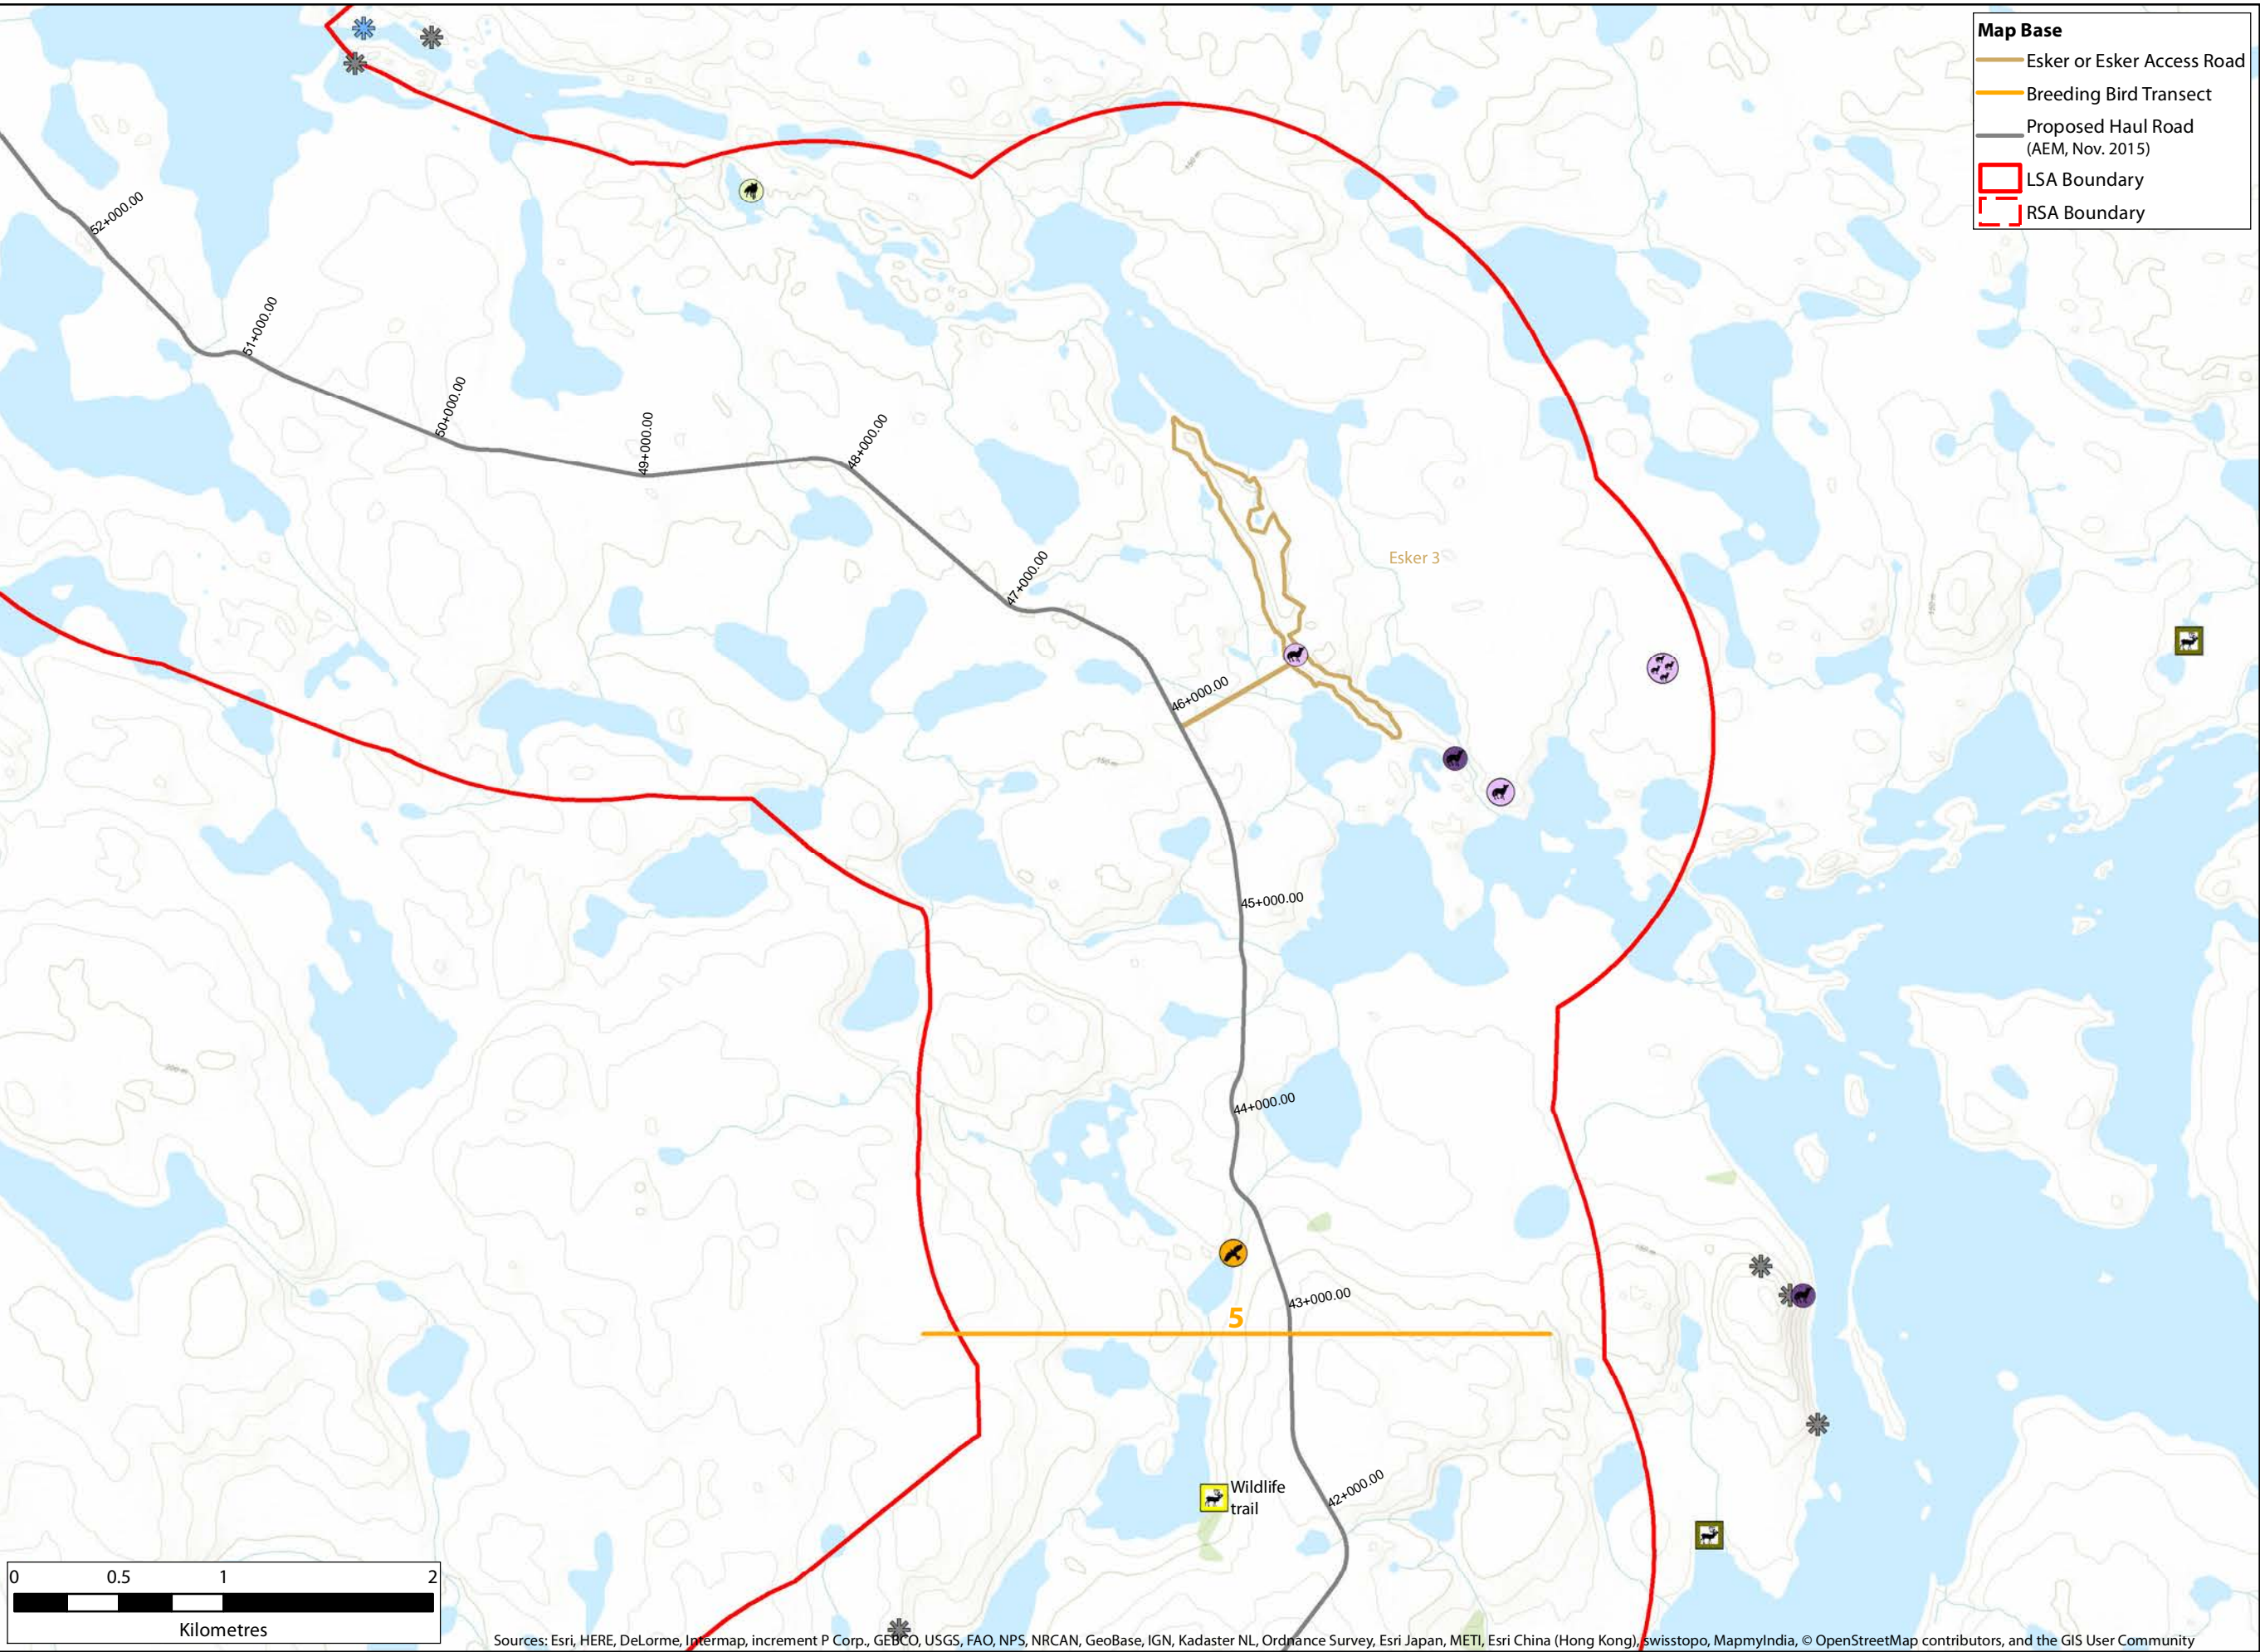 Map Base
Esker or Esker Access Road
Breeding Bird Transect
Proposed Haul Road
(AEM, Nov. 2015)
LSA Boundary
RSA Boundary
150 m
52+000.00
51+000.00
50+000.00
49+000.00
48+000.00
47+000.00
Esker 3
150 m
46+000.00
150 m
45+000.00
200 m
44+000.00
150 m
43+000.00
5
42+000.00
Wildlife
trail
0 0.5 1 2
Kilometres
Sources: Esri, HERE, DeLorme, Intermap, increment P Corp., GEBCO, USGS, FAO, NPS, NRCAN, GeoBase, IGN, Kadaster NL, Ordnance Survey, Esri Japan, METI, Esri China (Hong Kong), swisstopo, MapmyIndia, © OpenStreetMap contributors, and the GIS User Community